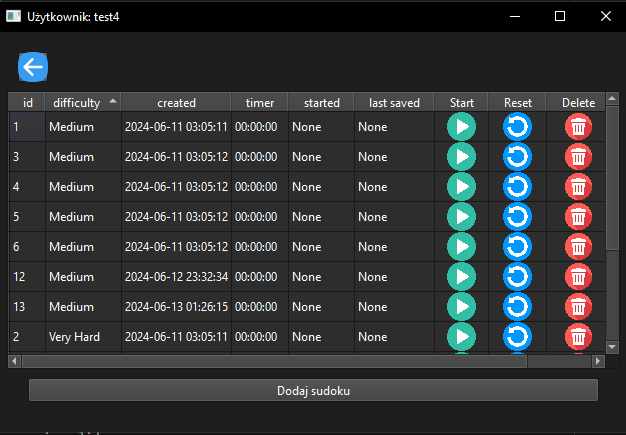 Użytkownik: test4
id difficulty created timer started last saved Start Reset Delete
1 Medium 2024-06-11 03:05:11 00:00:00 None None
3 Medium 2024-06-11 03:05:12 00:00:00 None None
4 Medium 2024-06-11 03:05:12 00:00:00 None None
5 Medium 2024-06-11 03:05:12 00:00:00 None None
6 Medium 2024-06-11 03:05:12 00:00:00 None None
12 Medium 2024-06-12 23:32:34 00:00:00 None None
13 Medium 2024-06-13 01:26:15 00:00:00 None None
2 Very Hard 2024-06-11 03:05:11 00:00:00 None None
Dodaj sudoku